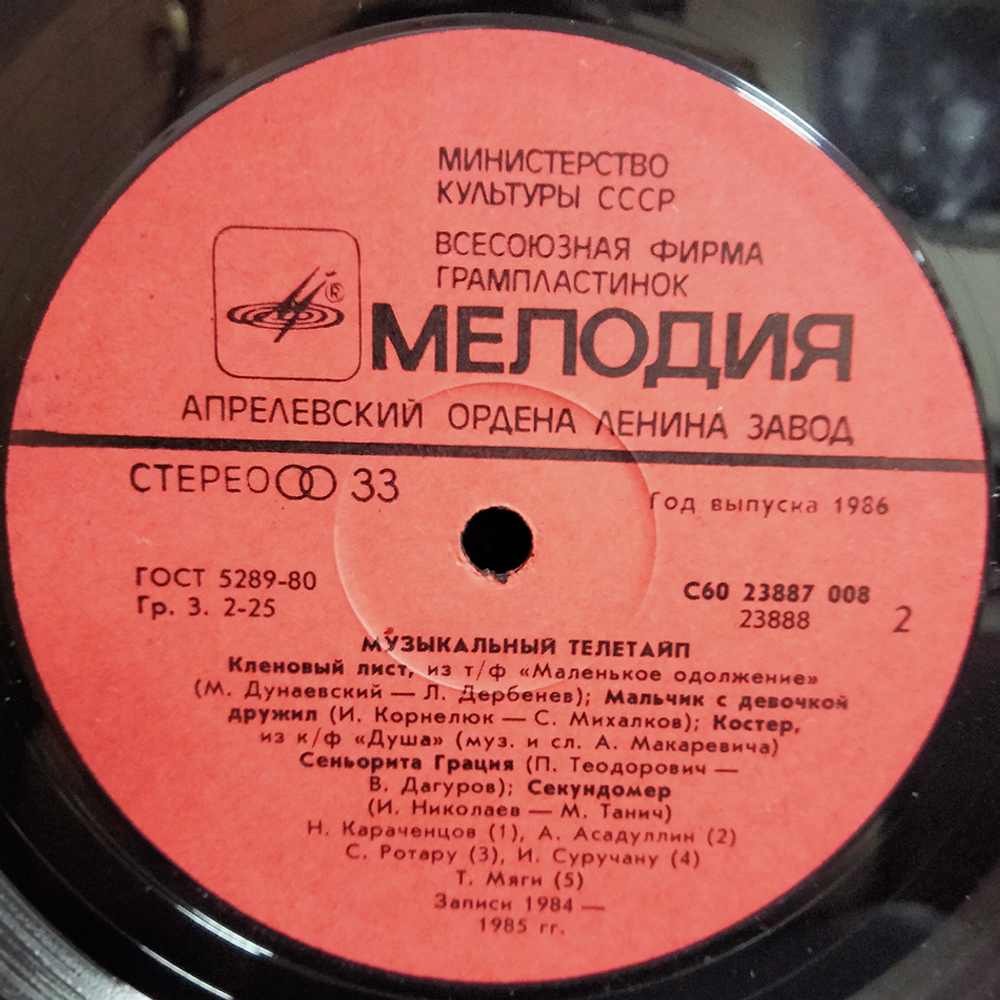 МИНИСТЕРСТВО
КУЛЬТУРЫ СССР
ВСЕСОЮЗНАЯ ФИРМА
ГРАМПЛАСТИНОК
®
МЕЛОДИЯ
АПРЕЛЕВСКИЙ ОРДЕНА ЛЕНИНА ЗАВОД
СТЕРЕО 33
Год выпуска 1986
ГОСТ 5289-80
Гр. 3. 2-25
С60 23887 008
23888
2
МУЗЫКАЛЬНЫЙ ТЕЛЕТАЙП
Кленовый лист, из т/ф «Маленькое одолжение»
(М. Дунаевский — Л. Дербенев); Мальчик с девочкой
дружил (И. Корнелюк — С. Михалков); Костер,
из к/ф «Душа» (муз. и сл. А. Макаревича)
Сеньорита Грация (П. Теодорович —
В. Дагуров); Секундомер
(И. Николаев — М. Танич)
Н. Караченцов (1), А. Асадуллин (2)
С. Ротару (3), И. Суручану (4)
Т. Мяги (5)
Записи 1984 —
1985 гг.